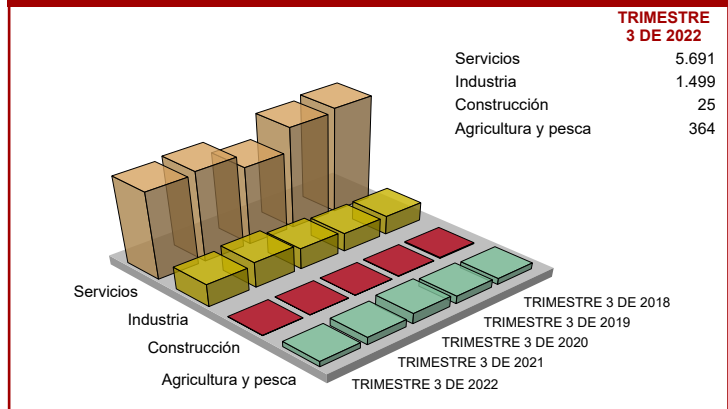 TRIMESTRE
3 DE 2022
Servicios 5.691
Industria 1.499
Construcción 25
Agricultura y pesca 364
Servicios
Industria
Construcción
Agricultura y pesca
TRIMESTRE 3 DE 2018
TRIMESTRE 3 DE 2019
TRIMESTRE 3 DE 2020
TRIMESTRE 3 DE 2021
TRIMESTRE 3 DE 2022